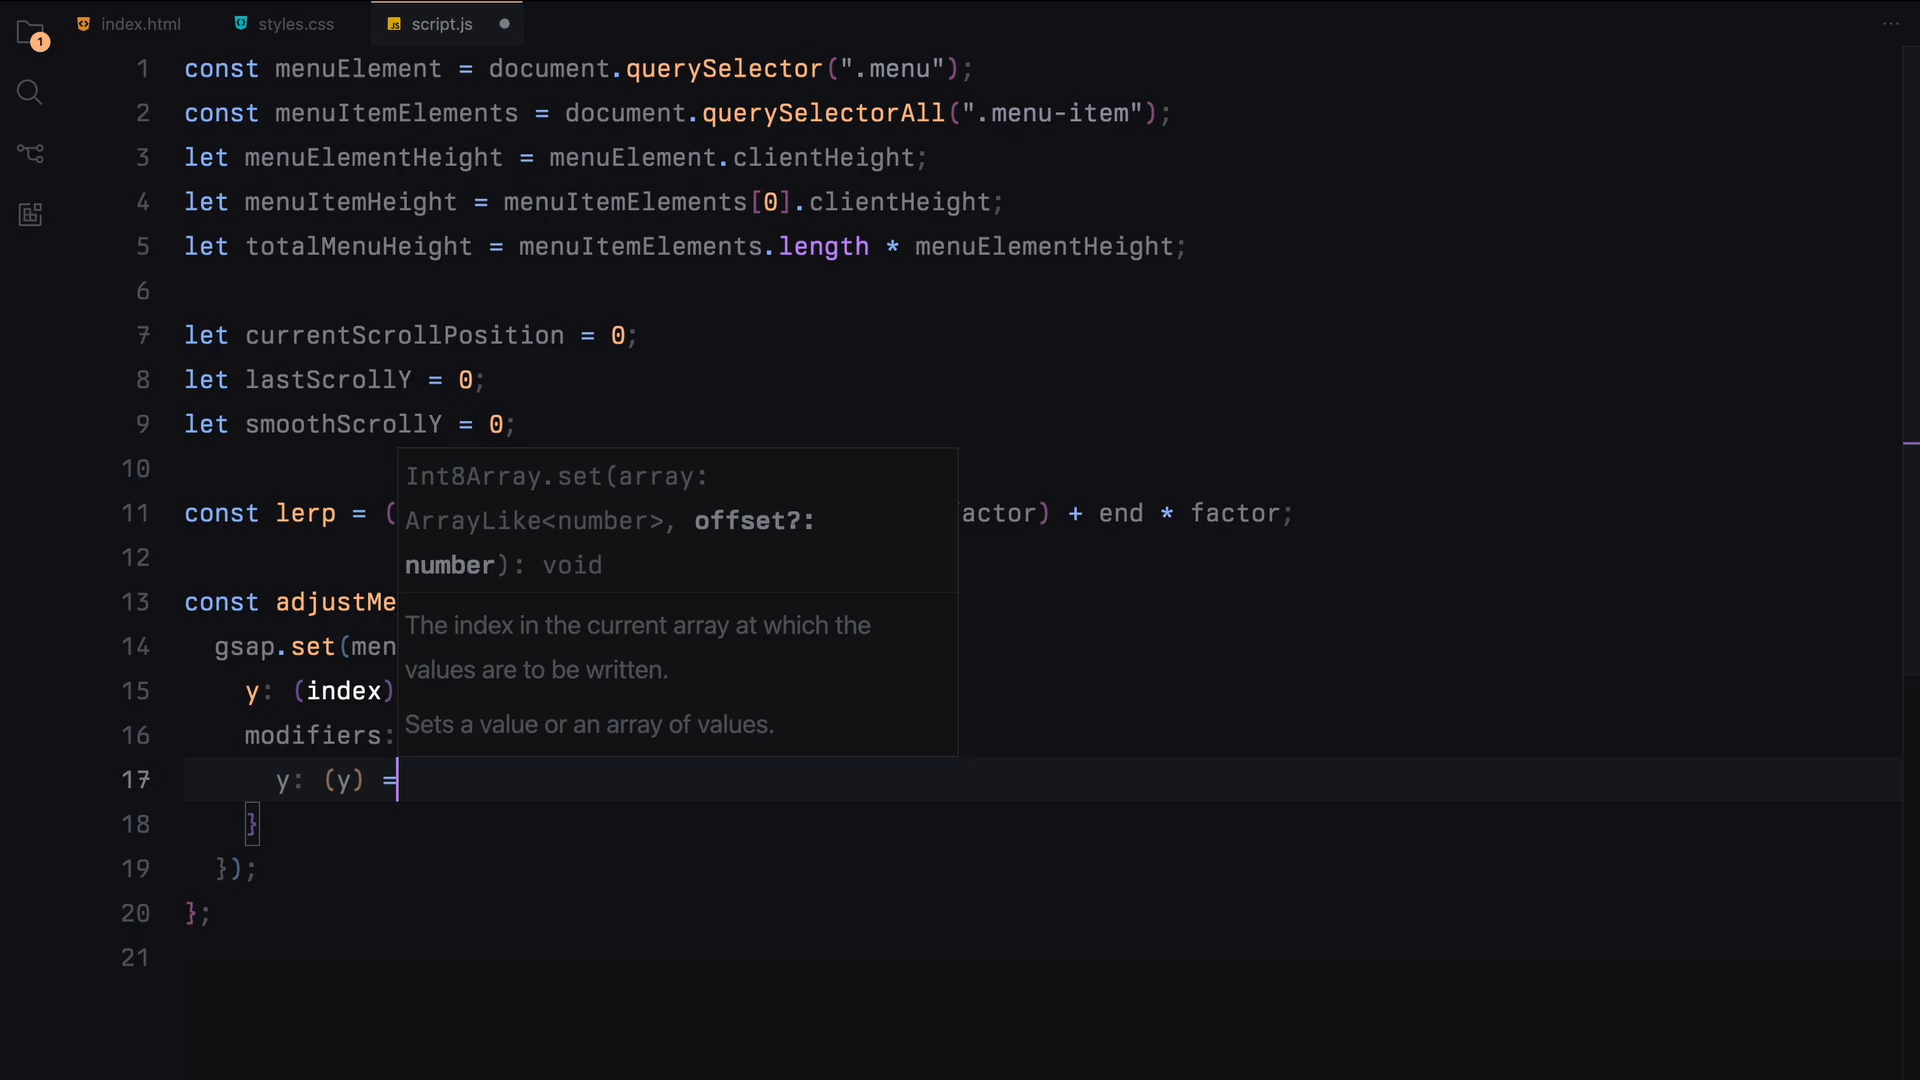 1
index.html
styles.css
JS script.js
...
1 const menuElement = document.querySelector(".menu");
2 const menuItemElements = document.querySelectorAll(".menu-item");
3 let menuElementHeight = menuElement.clientHeight;
4 let menuItemHeight = menuItemElements[0].clientHeight;
5 let totalMenuHeight = menuItemElements.length * menuElementHeight;
6
7 let currentScrollPosition = 0;
8 let lastScrollY = 0;
9 let smoothScrollY = 0;
10
Int8Array.set(array:
ArrayLike<number>, offset?:
number): void
The index in the current array at which the
values are to be written.
Sets a value or an array of values.
11 const lerp = ( actor) + end * factor;
12
13 const adjustMe
14 gsap.set(men
15 y: (index)
16 modifiers:
17 y: (y) =
18 }
19 });
20 };
21